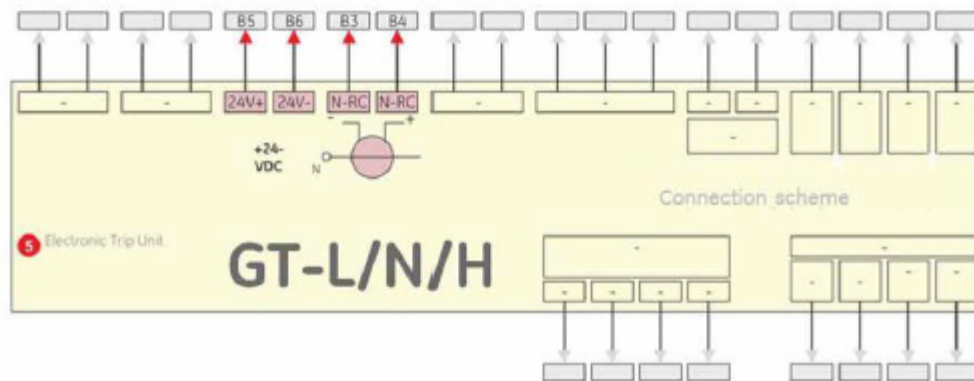 B5 B6 B3 B4
- - 24V+ 24V- N-RC N-RC - - - - - - - -
- +
-
+24-
VDC
N
Connection scheme
5 Electronic Trip Unit
GT-L/N/H
- -
- - - - - - - -